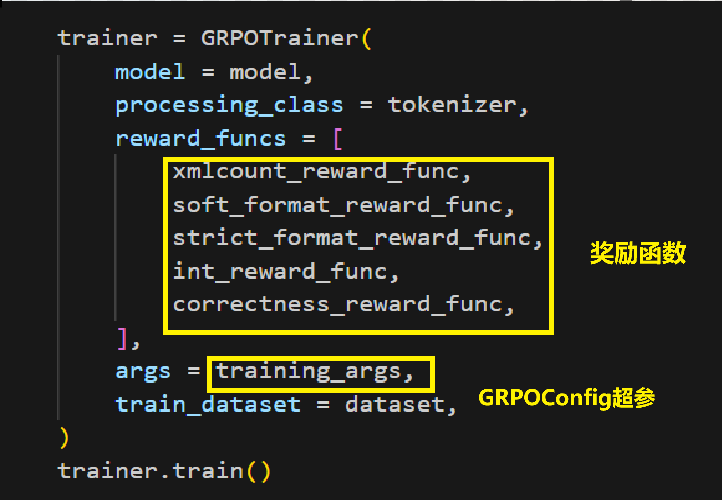 trainer = GRPOTrainer(
model = model,
processing_class = tokenizer,
reward_funcs = [
xmlcount_reward_func,
soft_format_reward_func,
strict_format_reward_func,
奖励函数
int_reward_func,
correctness_reward_func,
],
args = training_args,
GRPOConfig超参
train_dataset = dataset,
)
trainer.train()